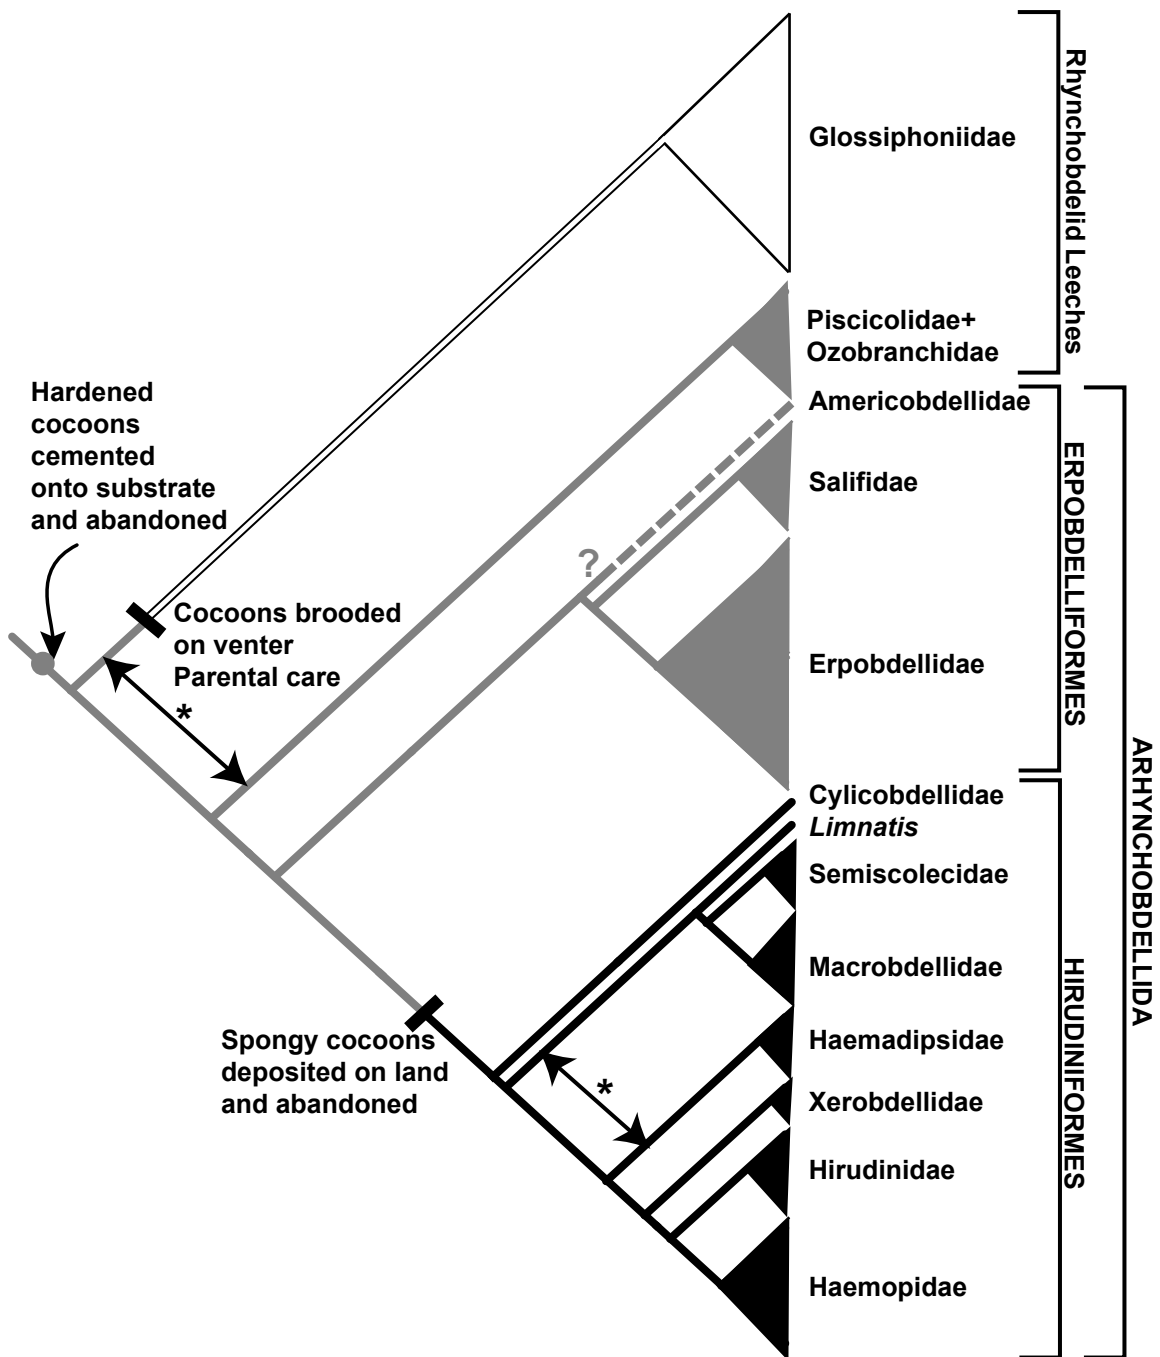 Glossiphoniidae
Rhynchobdelid Leeches
Piscicolidae+
Ozobranchidae
Hardened
cocoons
cemented
onto substrate
and abandoned
Americobdellidae
Salifidae
ERPOBDELLIFORMES
?
Cocoons brooded
on venter
Parental care
*
Erpobdellidae
ARHYNCHOBDELLIDA
Cylicobdellidae
Limnatis
Semiscolecidae
Macrobdellidae
HIRUDINIFORMES
Spongy cocoons
deposited on land
and abandoned
*
Haemadipsidae
Xerobdellidae
Hirudinidae
Haemopidae